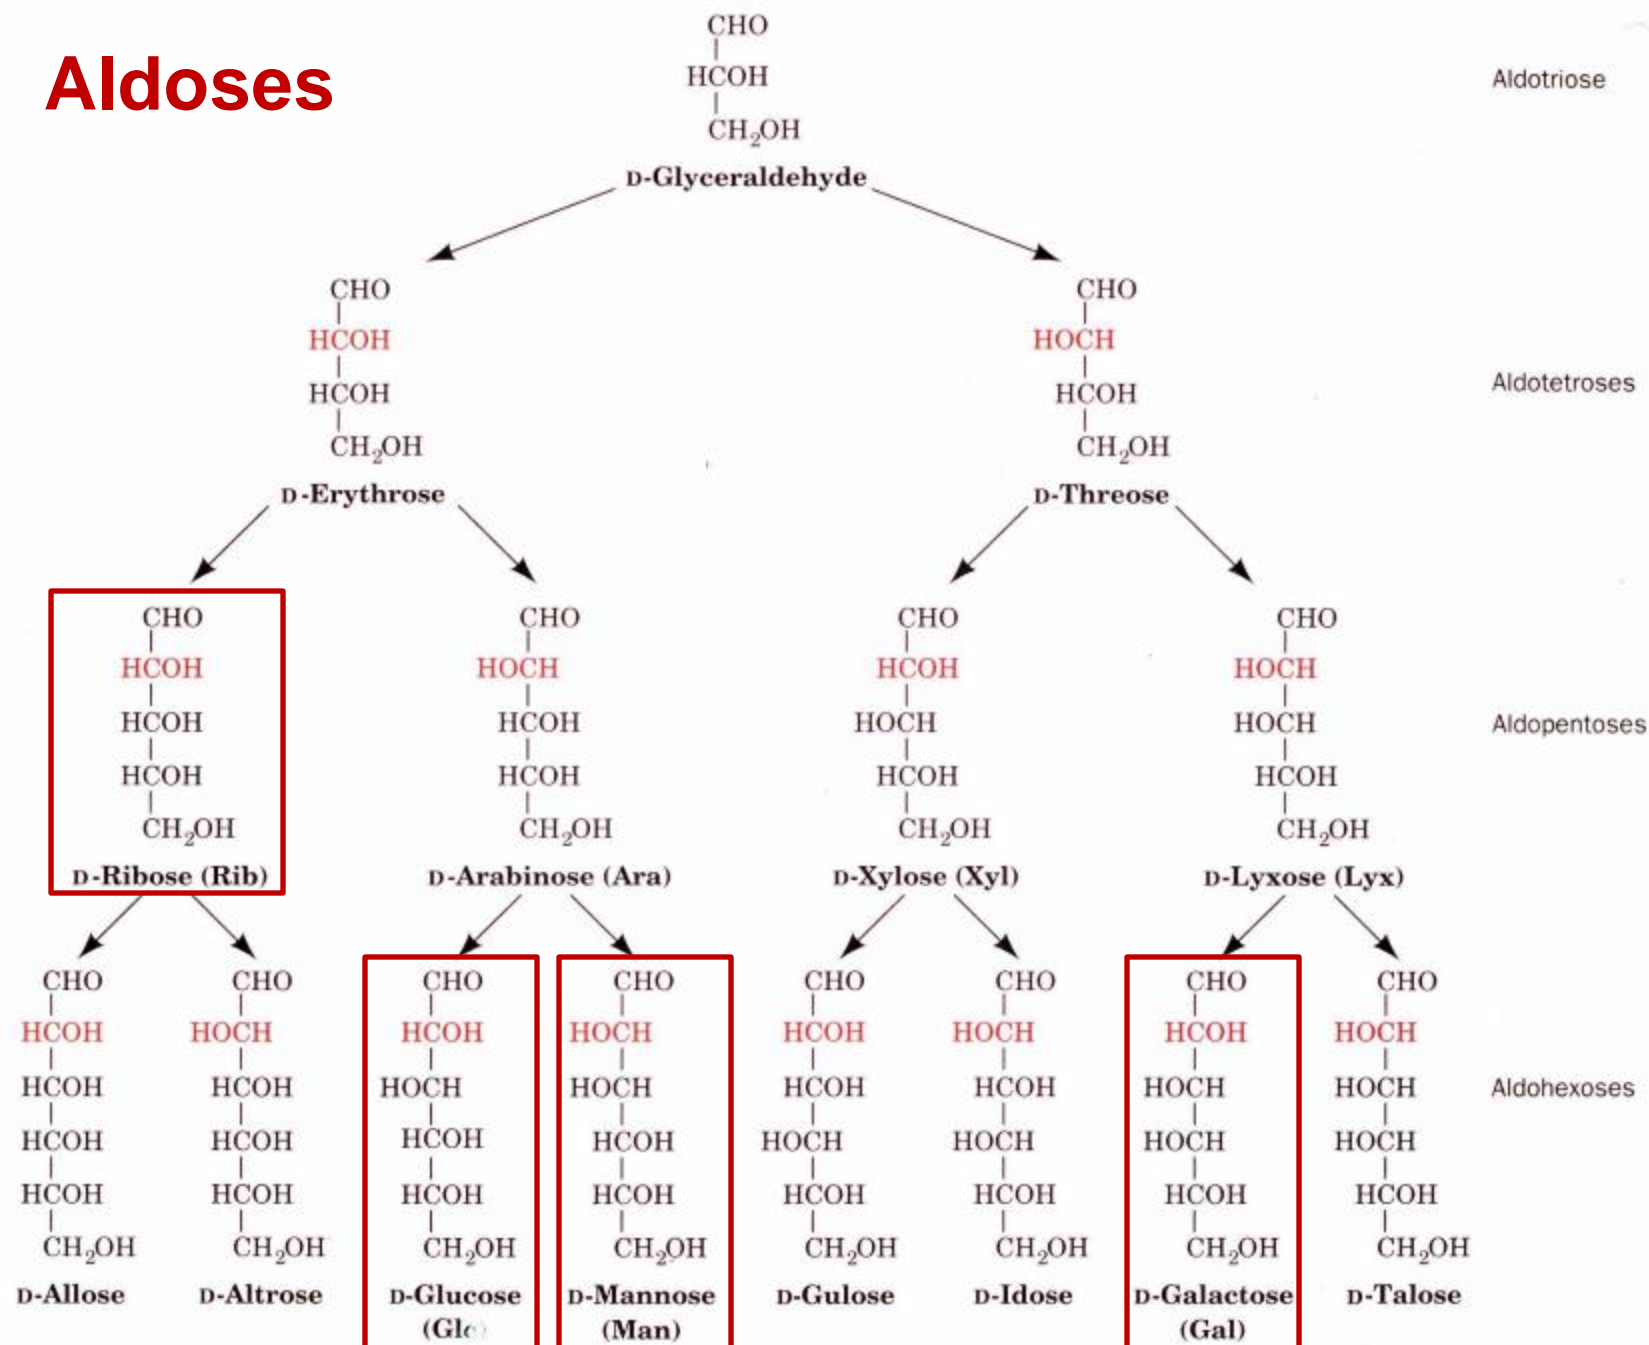 Aldoses
CHO
HCOH
CH₂OH
D-Glyceraldehyde
Aldotriose
CHO CHO
HCOH HOCH
HCOH HCOH
CH₂OH CH₂OH
D-Erythrose D-Threose
Aldotetroses
CHO CHO CHO CHO
HCOH HOCH HCOH HOCH
HCOH HCOH HOCH HOCH
HCOH HCOH HCOH HCOH
CH₂OH CH₂OH CH₂OH CH₂OH
D-Ribose (Rib) D-Arabinose (Ara) D-Xylose (Xyl) D-Lyxose (Lyx)
Aldopentoses
CHO CHO CHO CHO CHO CHO CHO CHO
HCOH HOCH HCOH HOCH HCOH HOCH HCOH HOCH
HCOH HCOH HOCH HOCH HCOH HCOH HOCH HOCH
HCOH HCOH HCOH HCOH HOCH HOCH HOCH HOCH
HCOH HCOH HCOH HCOH HCOH HCOH HCOH HCOH
CH₂OH CH₂OH CH₂OH CH₂OH CH₂OH CH₂OH CH₂OH CH₂OH
D-Allose D-Altrose D-Glucose D-Mannose D-Gulose D-Idose D-Galactose D-Talose
(Glc) (Man) (Gal)
Aldohexoses